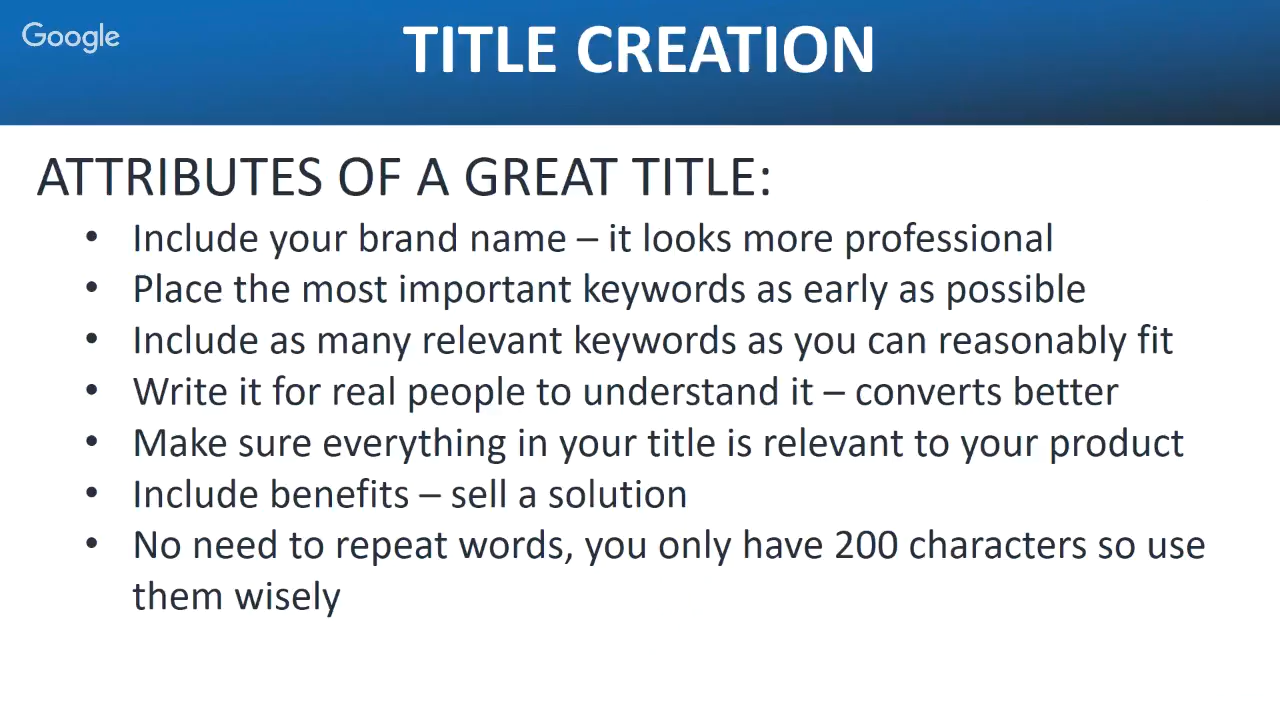 Google
TITLE CREATION
ATTRIBUTES OF A GREAT TITLE:
• Include your brand name – it looks more professional
• Place the most important keywords as early as possible
• Include as many relevant keywords as you can reasonably fit
• Write it for real people to understand it – converts better
• Make sure everything in your title is relevant to your product
• Include benefits – sell a solution
• No need to repeat words, you only have 200 characters so use
them wisely